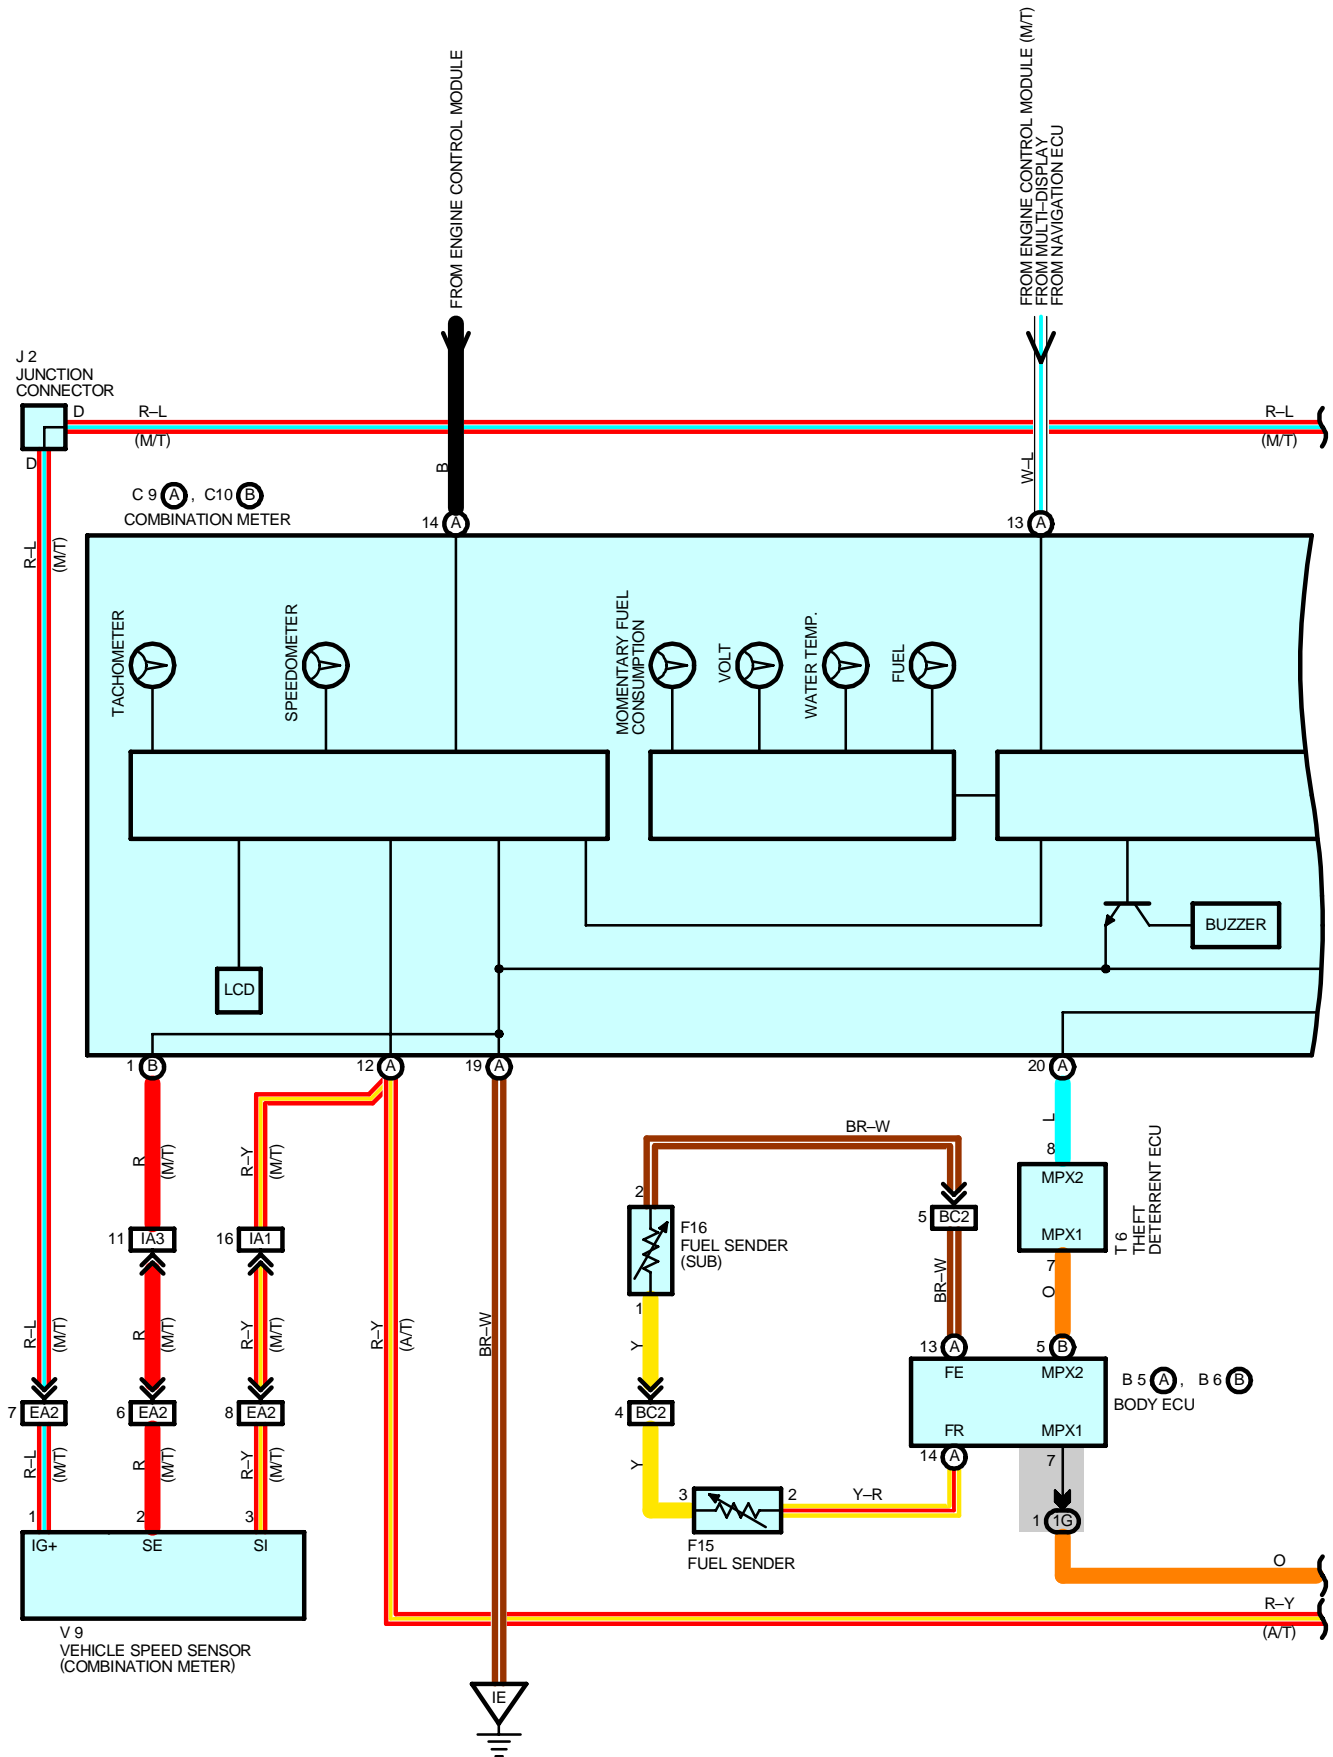 FROM ENGINE CONTROL MODULE
FROM ENGINE CONTROL MODULE (M/T)
FROM MULTI–DISPLAY
FROM NAVIGATION ECU
J 2
JUNCTION
CONNECTOR
D
R–L
(M/T)
R–L
(M/T)
D
B
W–L
C 9 A , C10 B
COMBINATION METER
14 A
13 A
R–L
(M/T)
TACHOMETER
SPEEDOMETER
MOMENTARY FUEL
CONSUMPTION
VOLT
WATER TEMP.
FUEL
BUZZER
LCD
1 B
12 A
19 A
20 A
L
8
MPX2
MPX1
T 6
THEFT
DETERRENT ECU
7
O
R
(M/T)
R–Y
(M/T)
BR–W
2
F16
FUEL SENDER
(SUB)
1
5 BC2
11 IA3
16 IA1
BR–W
Y
R–L
(M/T)
R
(M/T)
R–Y
(M/T)
R–Y
(A/T)
BR–W
13 A
5 B
FE
MPX2
FR
MPX1
B 5 A , B 6 B
BODY ECU
7 EA2
6 EA2
8 EA2
4 BC2
14 A
7
R–L
(M/T)
R
(M/T)
R–Y
(M/T)
Y
3
2
Y–R
F15
FUEL SENDER
1 1G
1
2
3
IG+
SE
SI
V 9
VEHICLE SPEED SENSOR
(COMBINATION METER)
O
R–Y
(A/T)
IE